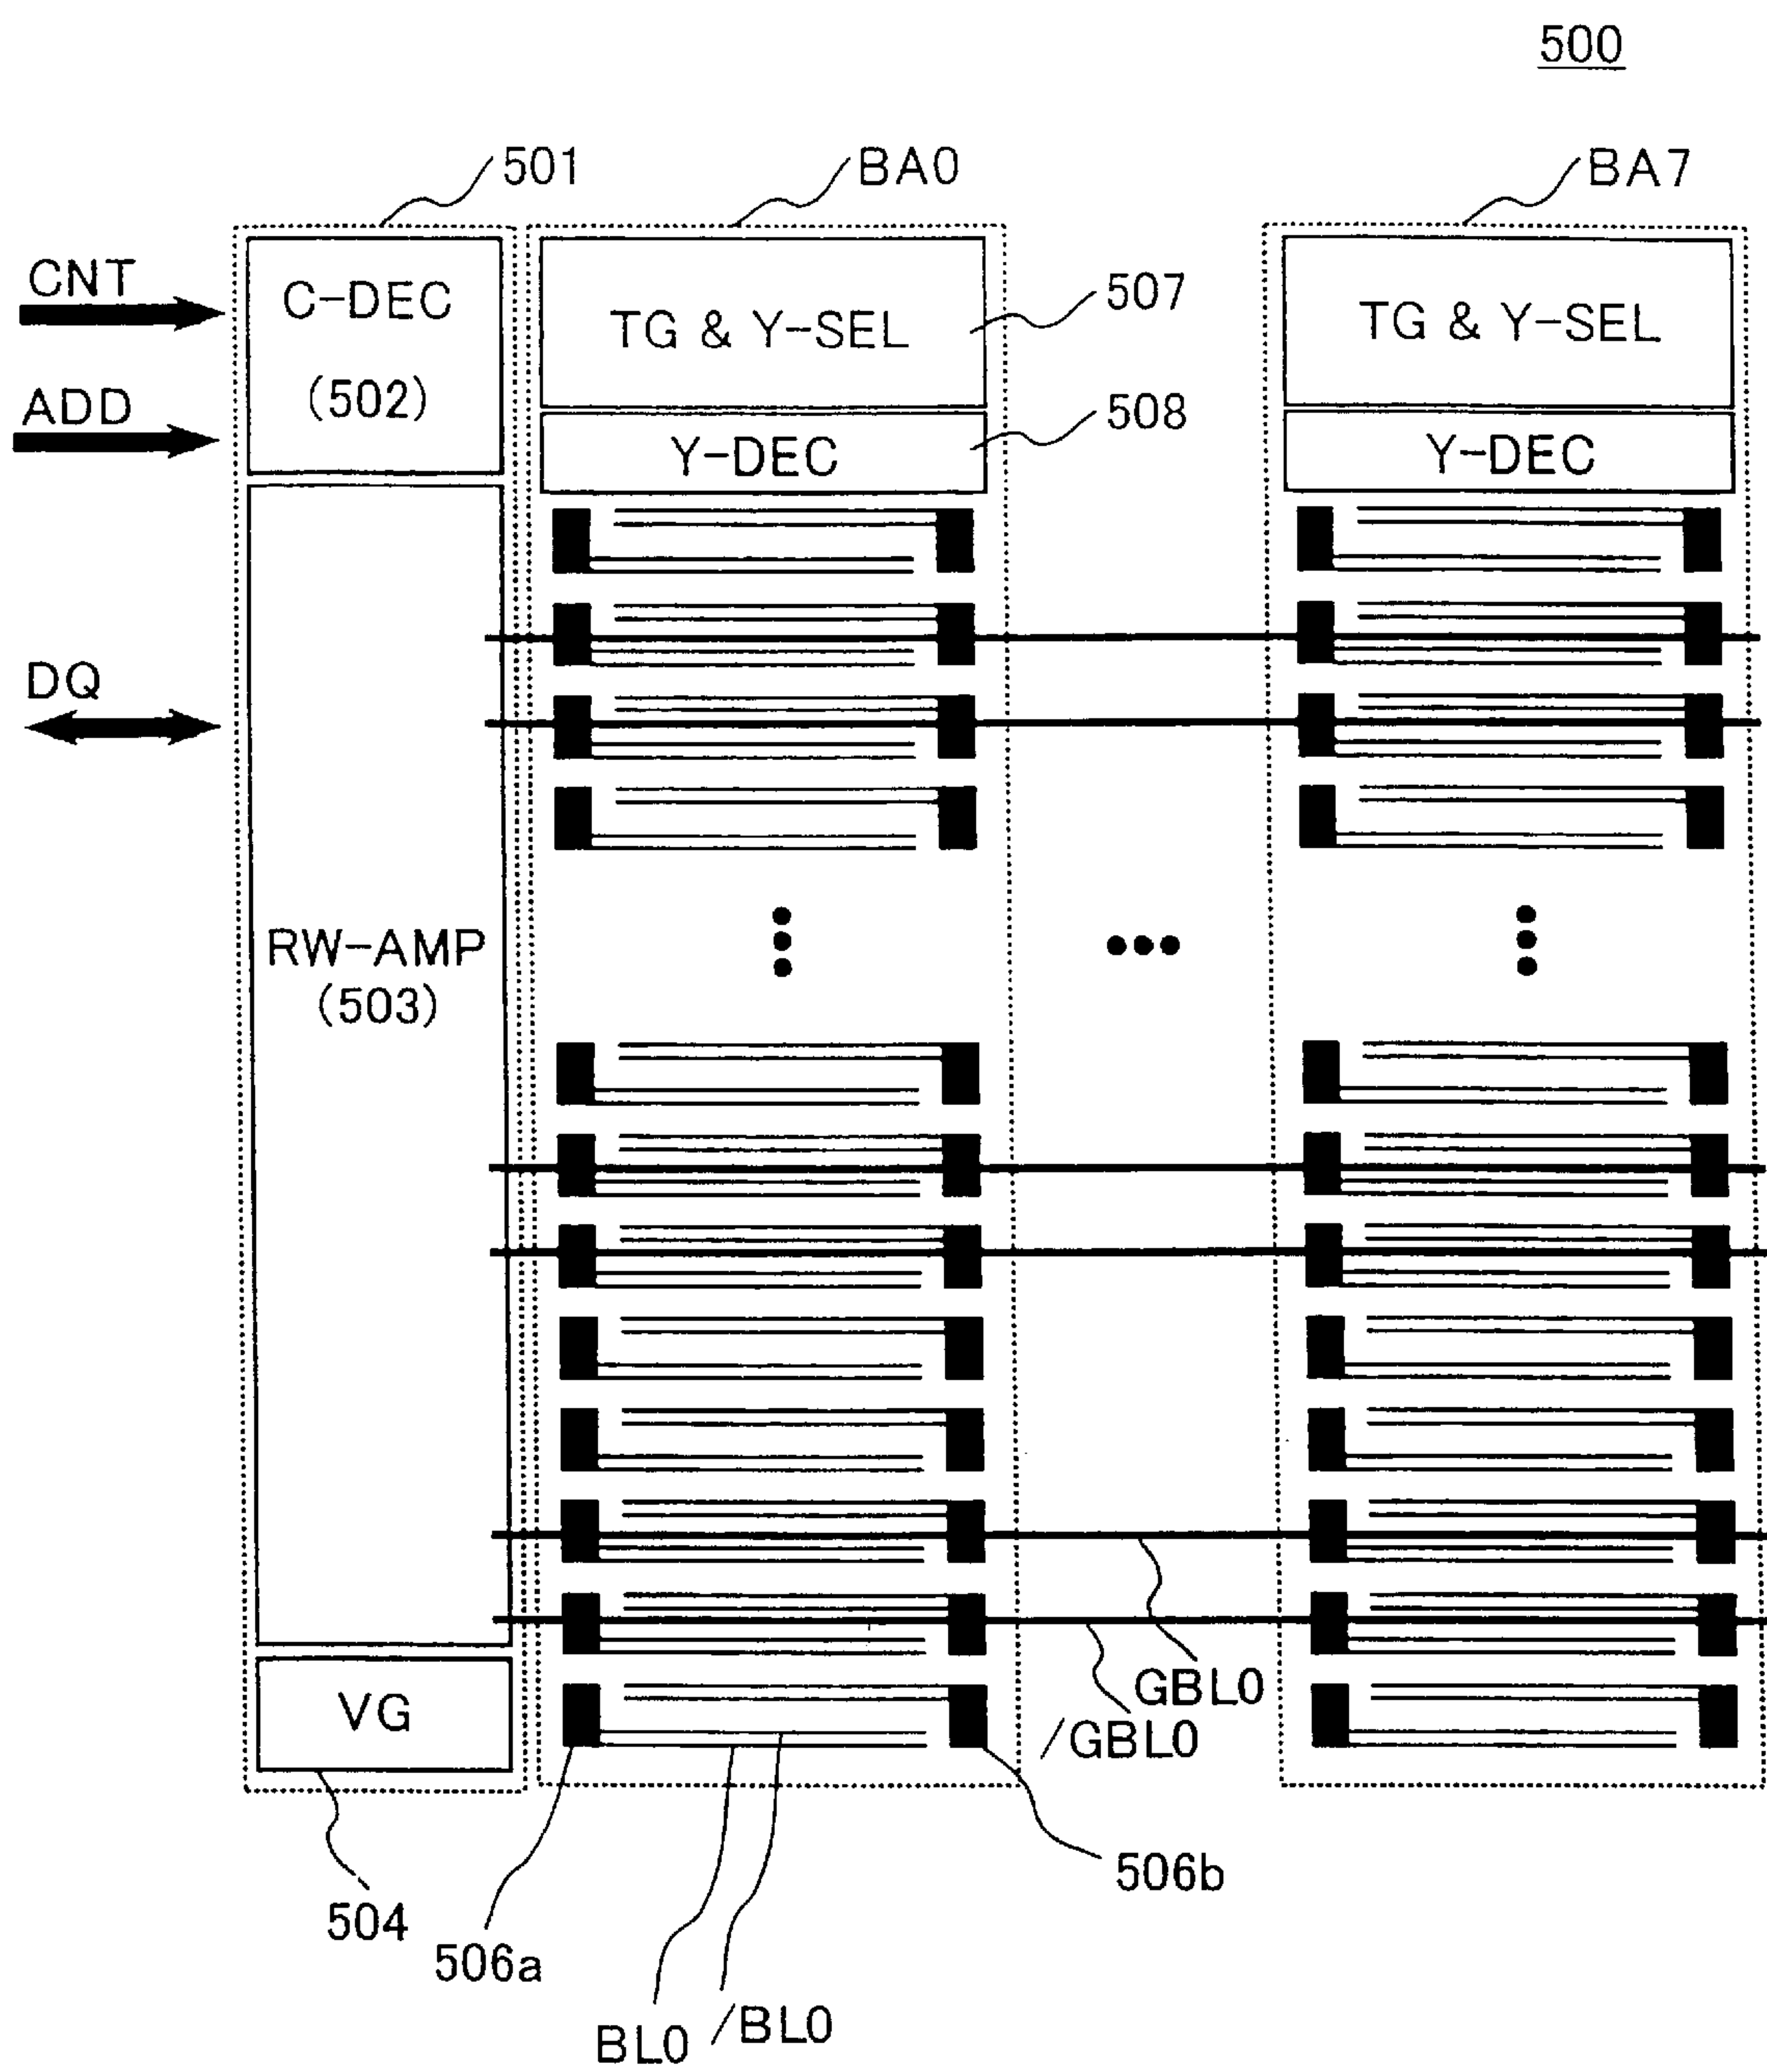 500
501
BA0
BA7
CNT
C-DEC
(502)
TG & Y-SEL
507
TG & Y-SEL
ADD
Y-DEC
508
Y-DEC
DQ
RW-AMP
(503)
GBL0
/GBL0
VG
504
506a
506b
BL0
/BL0